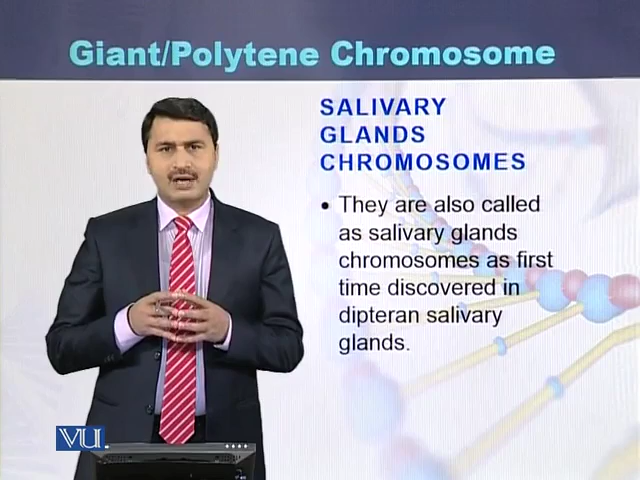 Giant/Polytene Chromosome
SALIVARY
GLANDS
CHROMOSOMES
• They are also called
as salivary glands
chromosomes as first
time discovered in
dipteran salivary
glands.
VU.